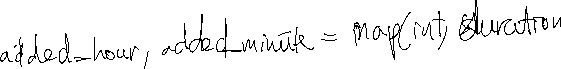 added_hour, added_minute = map(int, duration